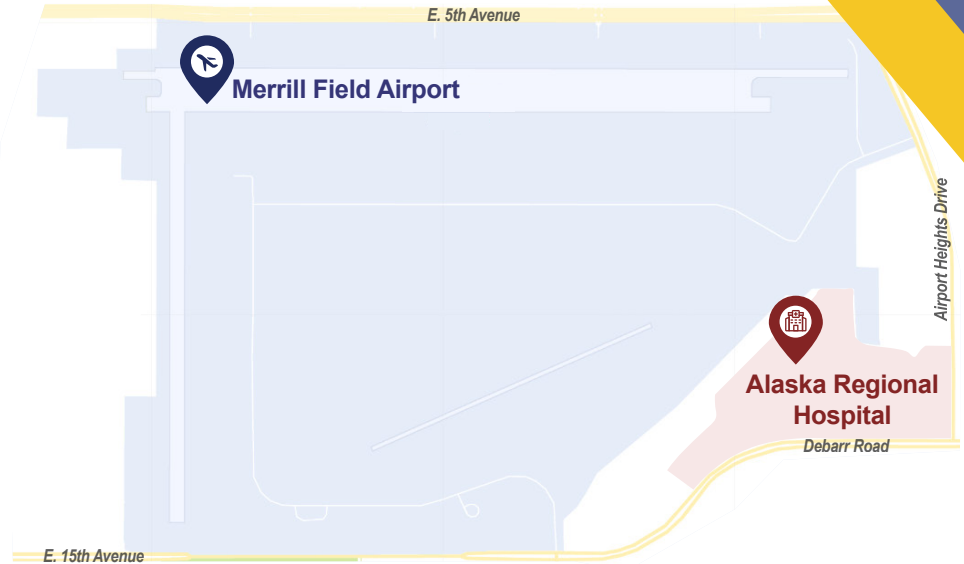 E. 5th Avenue
Merrill Field Airport
Airport Heights Drive
Alaska Regional
Hospital
Debarr Road
E. 15th Avenue